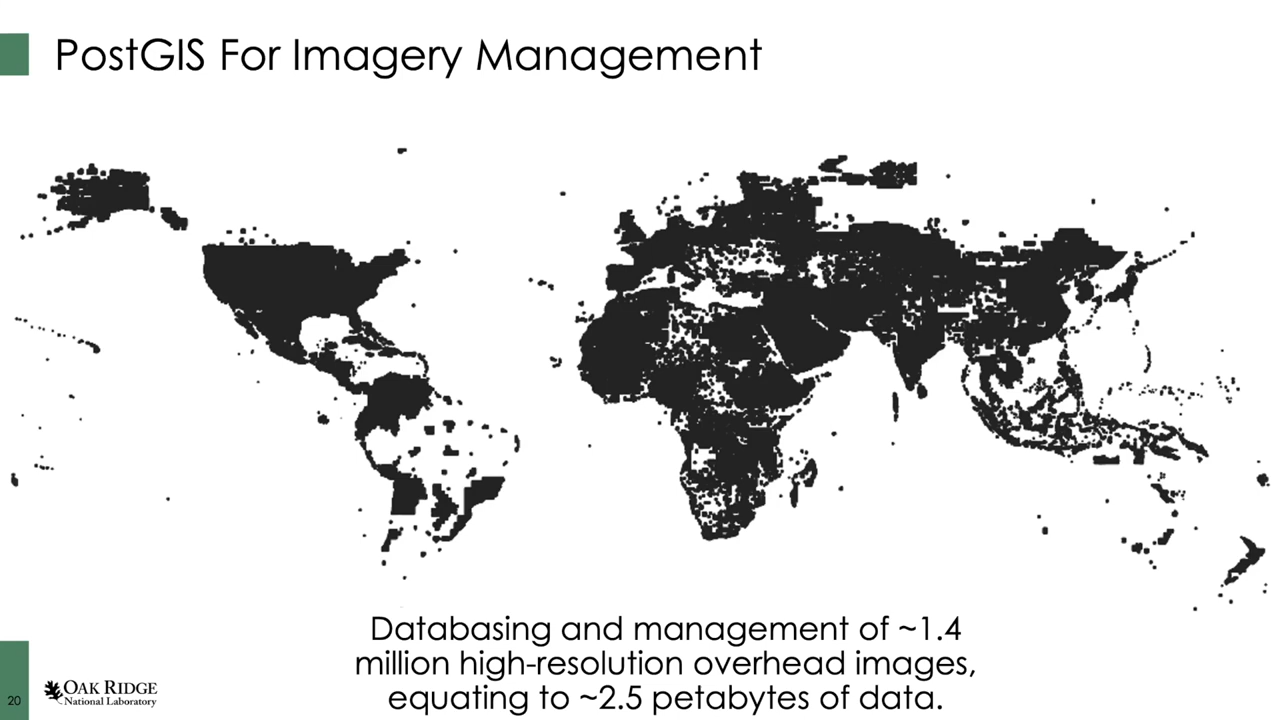 PostGIS For Imagery Management
Databasing and management of ~1.4
million high-resolution overhead images,
equating to ~2.5 petabytes of data.
20
OAK RIDGE
National Laboratory